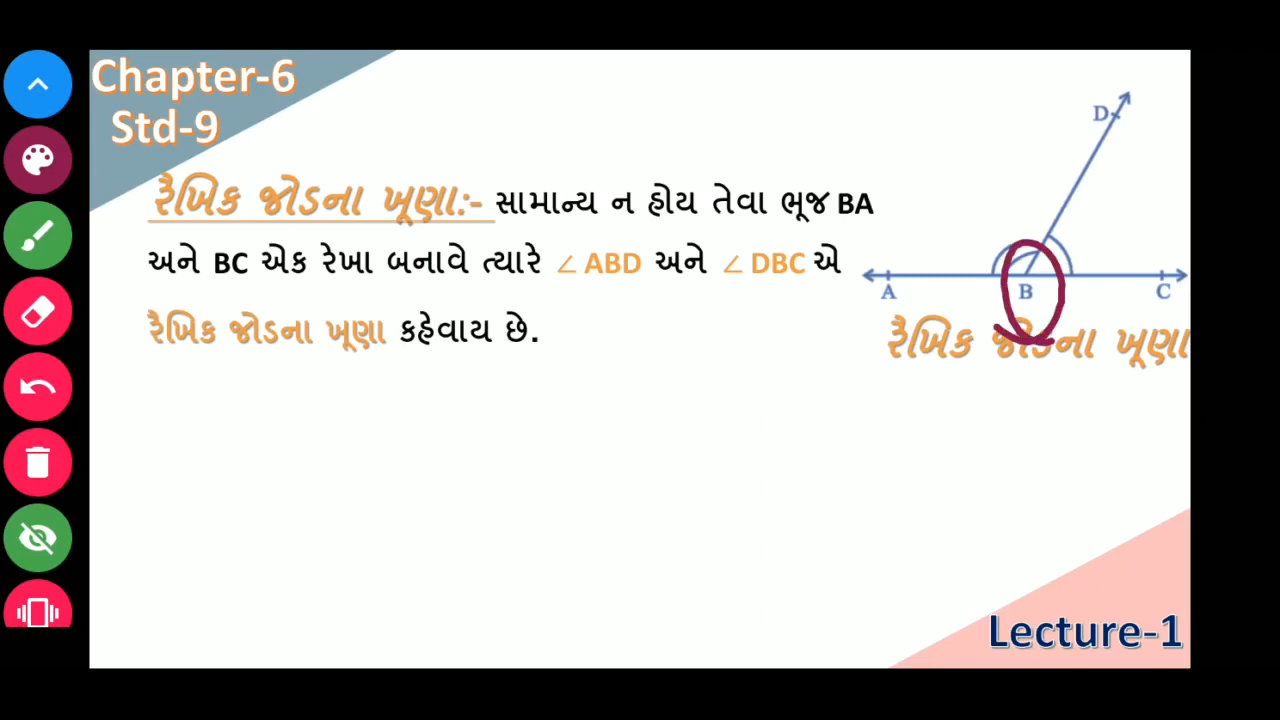 Chapter-6
Std-9
રૈખિક જોડના ખૂણા:- સામાન્ય ન હોય તેવા ભૂજ BA
અને BC એક રેખા બનાવે ત્યારે ∠ ABD અને ∠ DBC એ
રૈખિક જોડના ખૂણા કહેવાય છે.
D
A B C
રૈખિક જોડના ખૂણા
Lecture-1